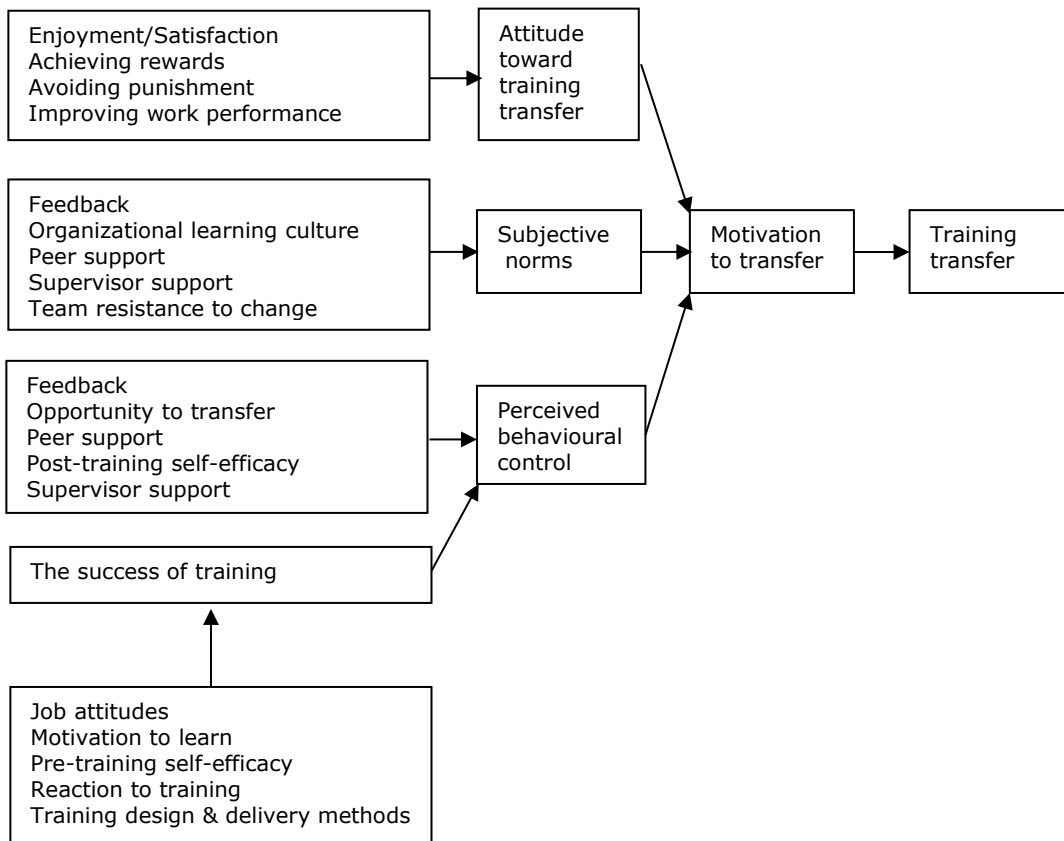 Enjoyment/Satisfaction
Achieving rewards
Avoiding punishment
Improving work performance
Attitude
toward
training
transfer
Feedback
Organizational learning culture
Peer support
Supervisor support
Team resistance to change
Subjective
norms
Motivation
to transfer
Training
transfer
Feedback
Opportunity to transfer
Peer support
Post-training self-efficacy
Supervisor support
Perceived
behavioural
control
The success of training
Job attitudes
Motivation to learn
Pre-training self-efficacy
Reaction to training
Training design & delivery methods